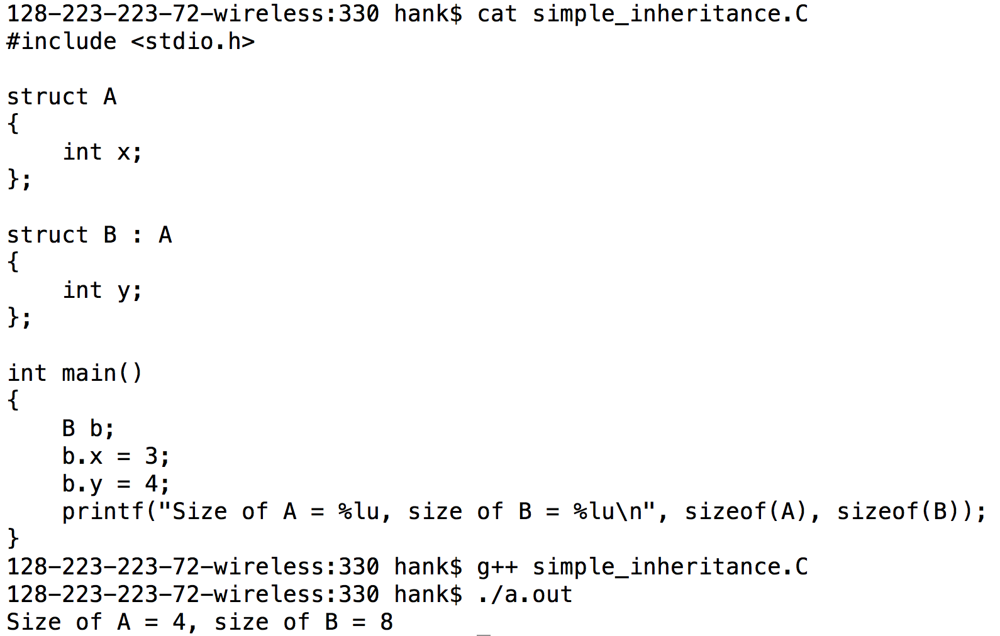 128-223-223-72-wireless:330 hank$ cat simple_inheritance.C
#include <stdio.h>

struct A
{
    int x;
};

struct B : A
{
    int y;
};

int main()
{
    B b;
    b.x = 3;
    b.y = 4;
    printf("Size of A = %lu, size of B = %lu\n", sizeof(A), sizeof(B));
}
128-223-223-72-wireless:330 hank$ g++ simple_inheritance.C
128-223-223-72-wireless:330 hank$ ./a.out
Size of A = 4, size of B = 8